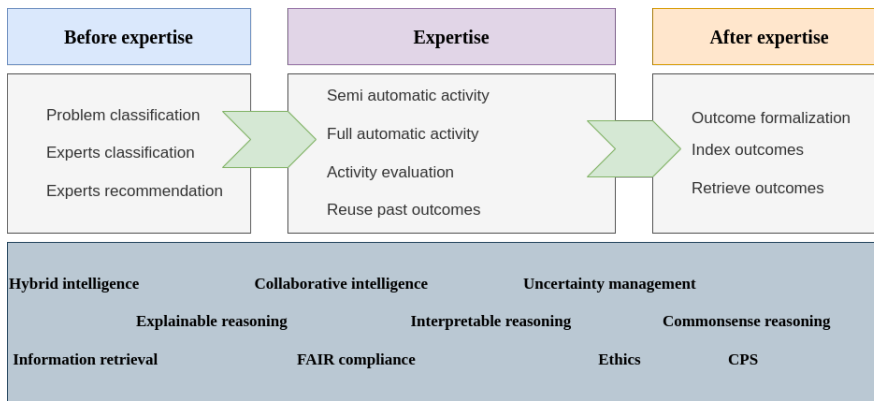 Before expertise
Expertise
After expertise
Problem classification
Experts classification
Experts recommendation
Semi automatic activity
Full automatic activity
Activity evaluation
Reuse past outcomes
Outcome formalization
Index outcomes
Retrieve outcomes
Hybrid intelligence
Collaborative intelligence
Uncertainty management
Explainable reasoning
Interpretable reasoning
Commonsense reasoning
Information retrieval
FAIR compliance
Ethics
CPS